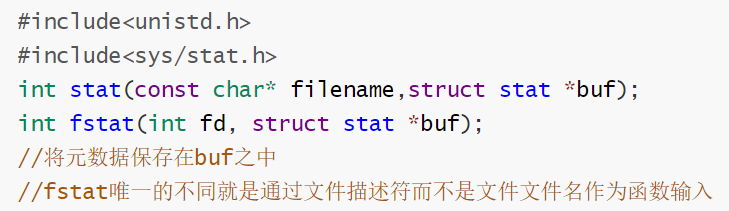 #include<unistd.h>
#include<sys/stat.h>
int stat(const char* filename,struct stat *buf);
int fstat(int fd, struct stat *buf);
//将元数据保存在buf之中
//fstat唯一的不同就是通过文件描述符而不是文件文件名作为函数输入